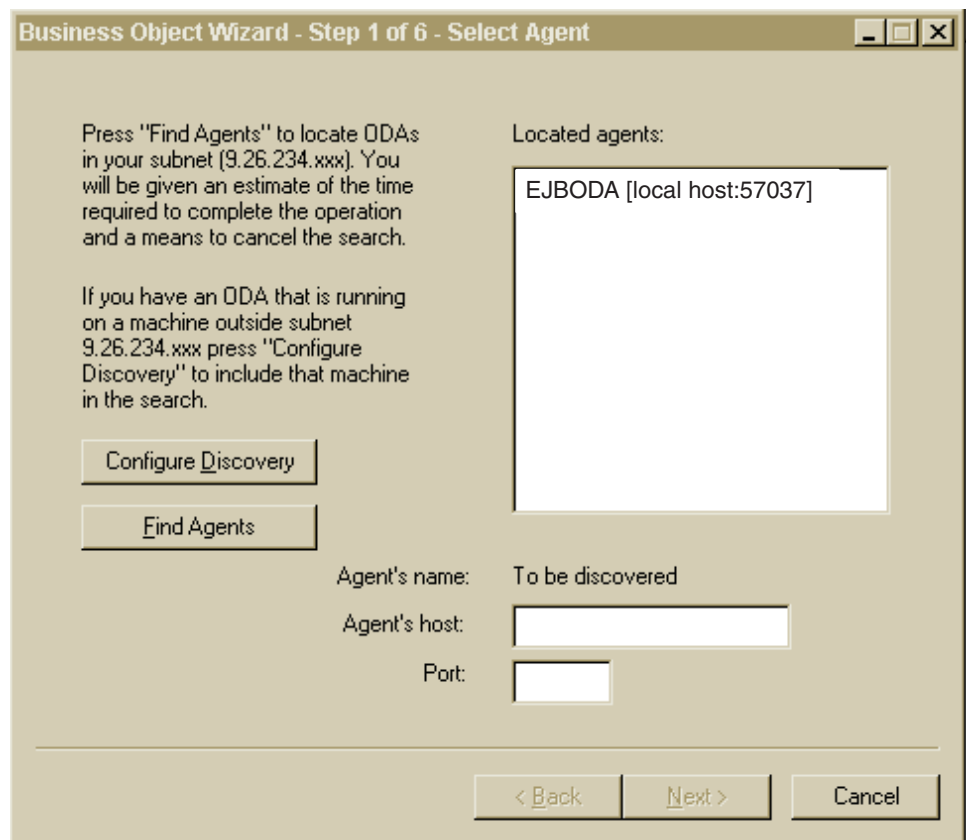 Business Object Wizard - Step 1 of 6 - Select Agent
Press "Find Agents" to locate ODAs
in your subnet (9.26.234.xxx). You
will be given an estimate of the time
required to complete the operation
and a means to cancel the search.
If you have an ODA that is running
on a machine outside subnet
9.26.234.xxx press "Configure
Discovery" to include that machine
in the search.
Configure Discovery
Find Agents
Located agents:
EJBODA [local host:57037]
Agent's name: To be discovered
Agent's host:
Port:
< Back
Next >
Cancel